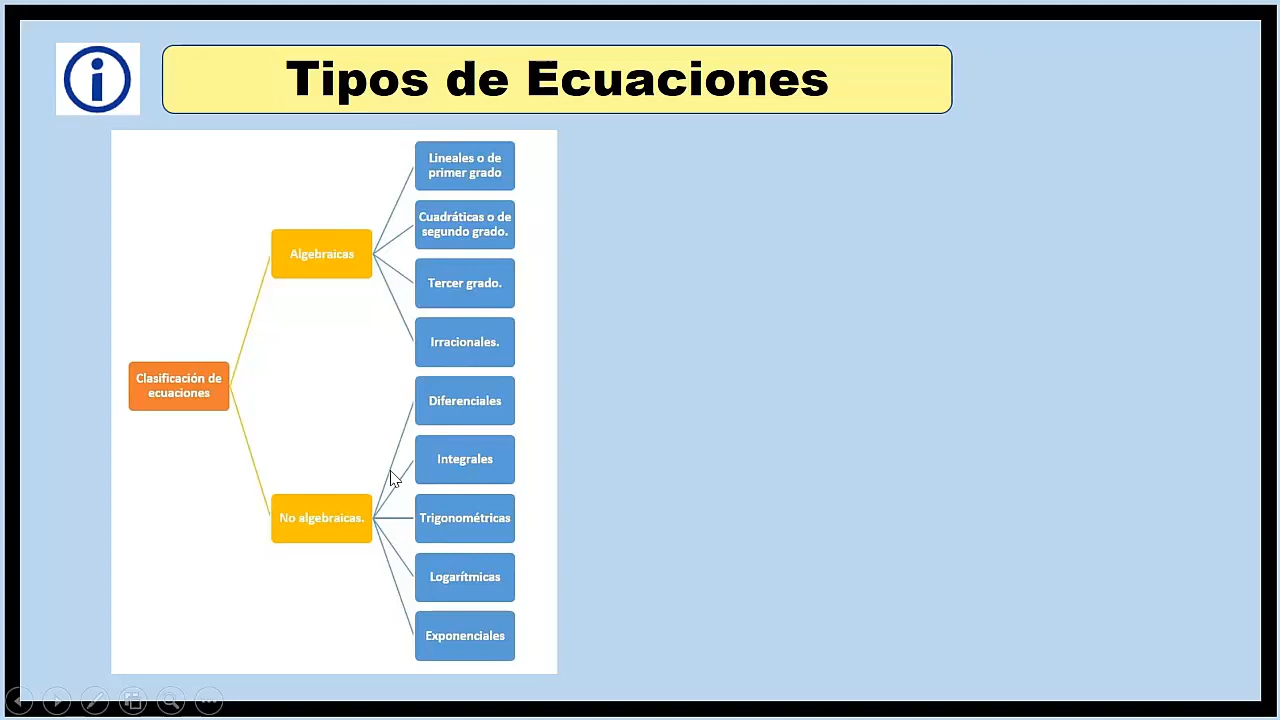 Tipos de Ecuaciones
Lineales o de
primer grado
Cuadráticas o de
segundo grado.
Algebraicas
Tercer grado.
Irracionales.
Clasificación de
ecuaciones
Diferenciales
Integrales
No algebraicas.
Trigonométricas
Logarítmicas
Exponenciales